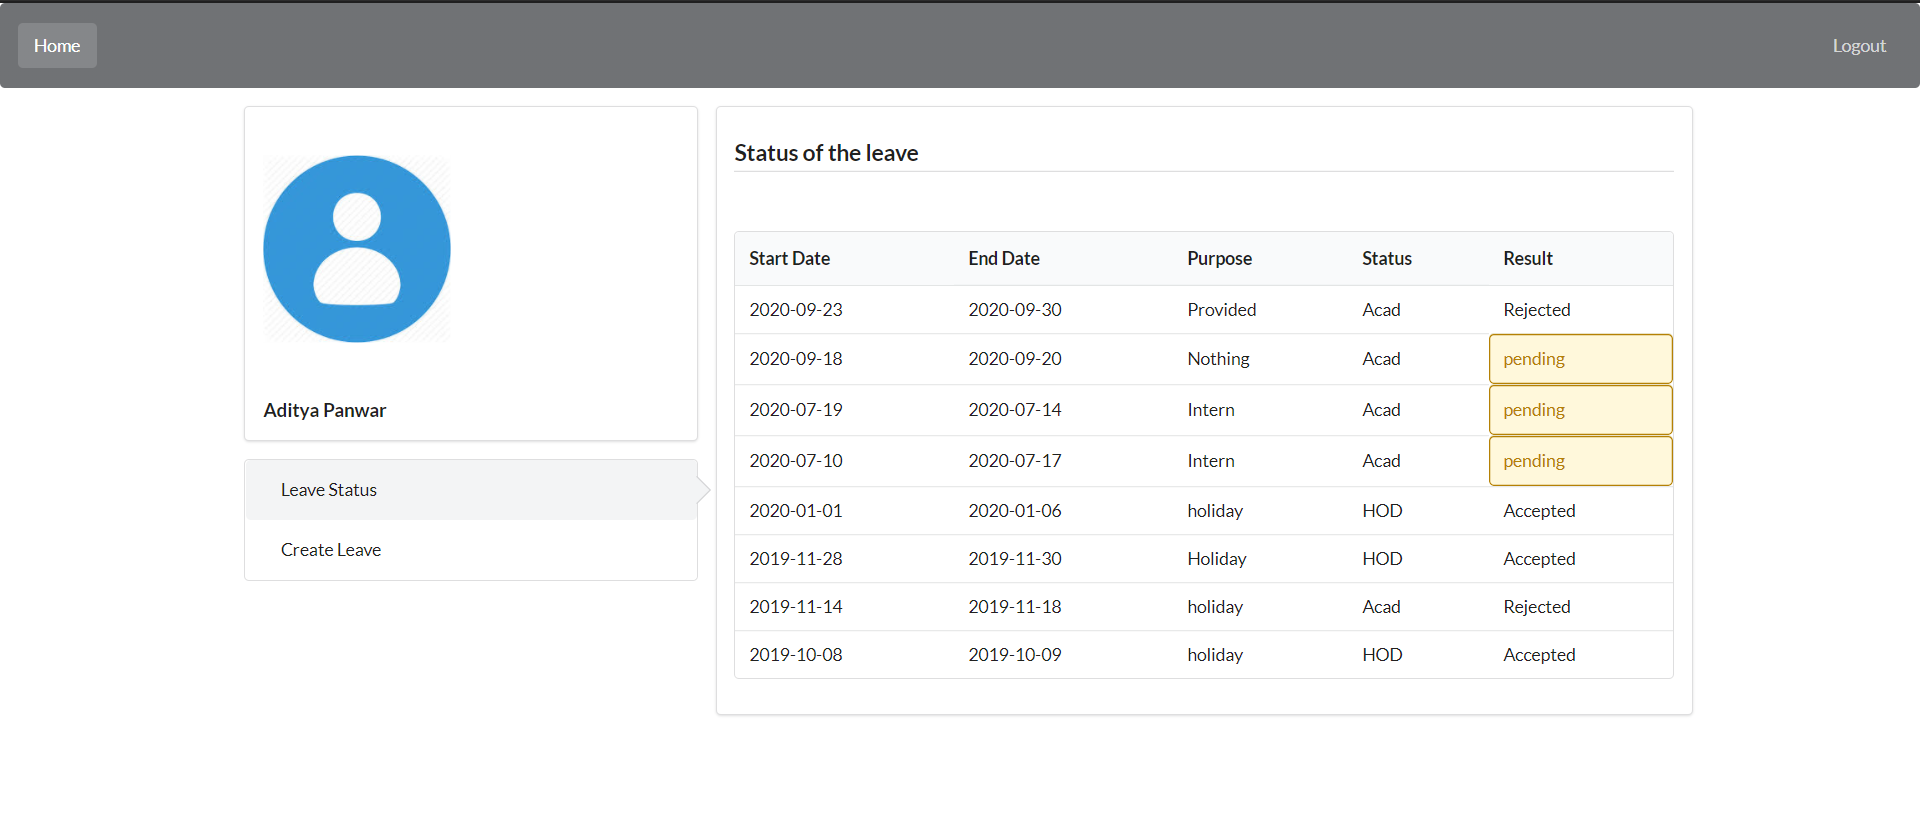 Home
Logout
Aditya Panwar
Leave Status
Create Leave
Status of the leave
Start Date End Date Purpose Status Result
2020-09-23 2020-09-30 Provided Acad Rejected
2020-09-18 2020-09-20 Nothing Acad pending
2020-07-19 2020-07-14 Intern Acad pending
2020-07-10 2020-07-17 Intern Acad pending
2020-01-01 2020-01-06 holiday HOD Accepted
2019-11-28 2019-11-30 Holiday HOD Accepted
2019-11-14 2019-11-18 holiday Acad Rejected
2019-10-08 2019-10-09 holiday HOD Accepted